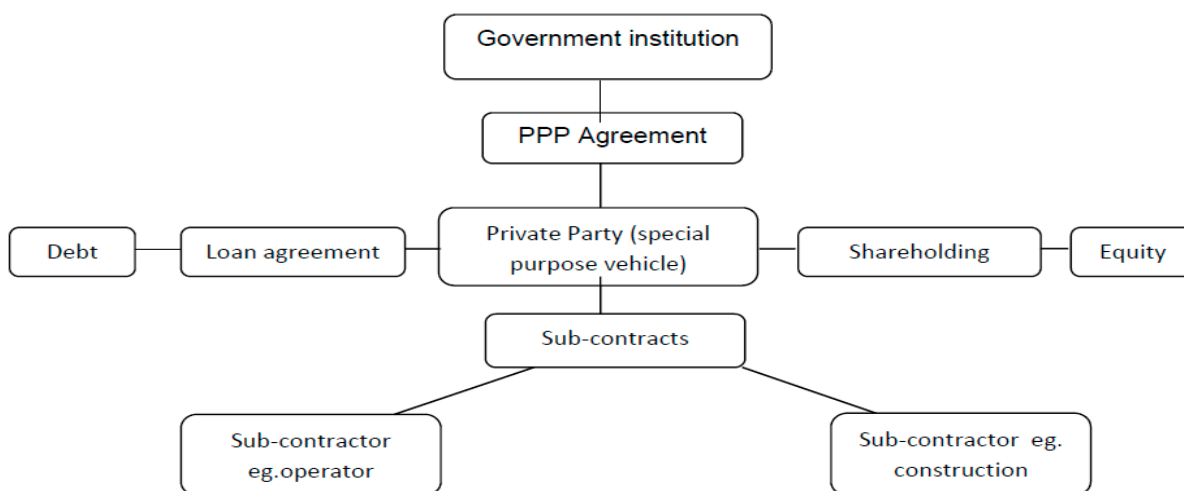 Government institution
PPP Agreement
Debt
Loan agreement
Private Party (special
purpose vehicle)
Shareholding
Equity
Sub-contracts
Sub-contractor
eg.operator
Sub-contractor eg.
construction